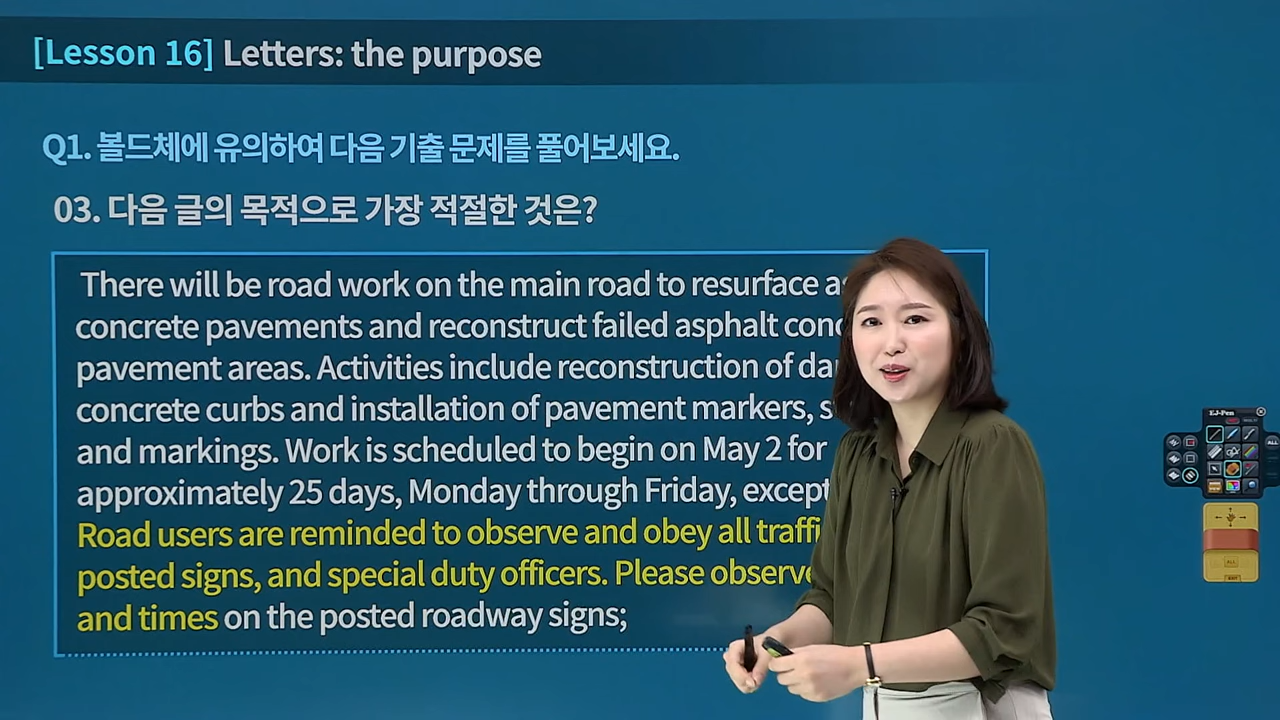 [Lesson 16] Letters: the purpose
Q1. 볼드체에 유의하여 다음 기출 문제를 풀어보세요.
03. 다음 글의 목적으로 가장 적절한 것은?
There will be road work on the main road to resurface
concrete pavements and reconstruct failed asphalt
pavement areas. Activities include reconstruction of
concrete curbs and installation of pavement markers,
and markings. Work is scheduled to begin on May 2 for
approximately 25 days, Monday through Friday, except
Road users are reminded to observe and obey all
posted signs, and special duty officers. Please observe
and times on the posted roadway signs;
EJ-Pen
ALL
ALL